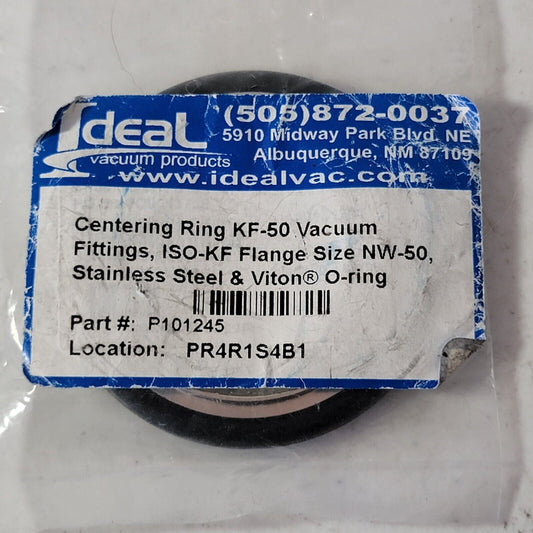 Ideal
vacuum products
(505)872-0037
5910 Midway Park Blvd. NE
Albuquerque, NM 87109
www.idealvac.com
Centering Ring KF-50 Vacuum
Fittings, ISO-KF Flange Size NW-50,
Stainless Steel & Viton® O-ring
Part #: P101245
Location: PR4R1S4B1